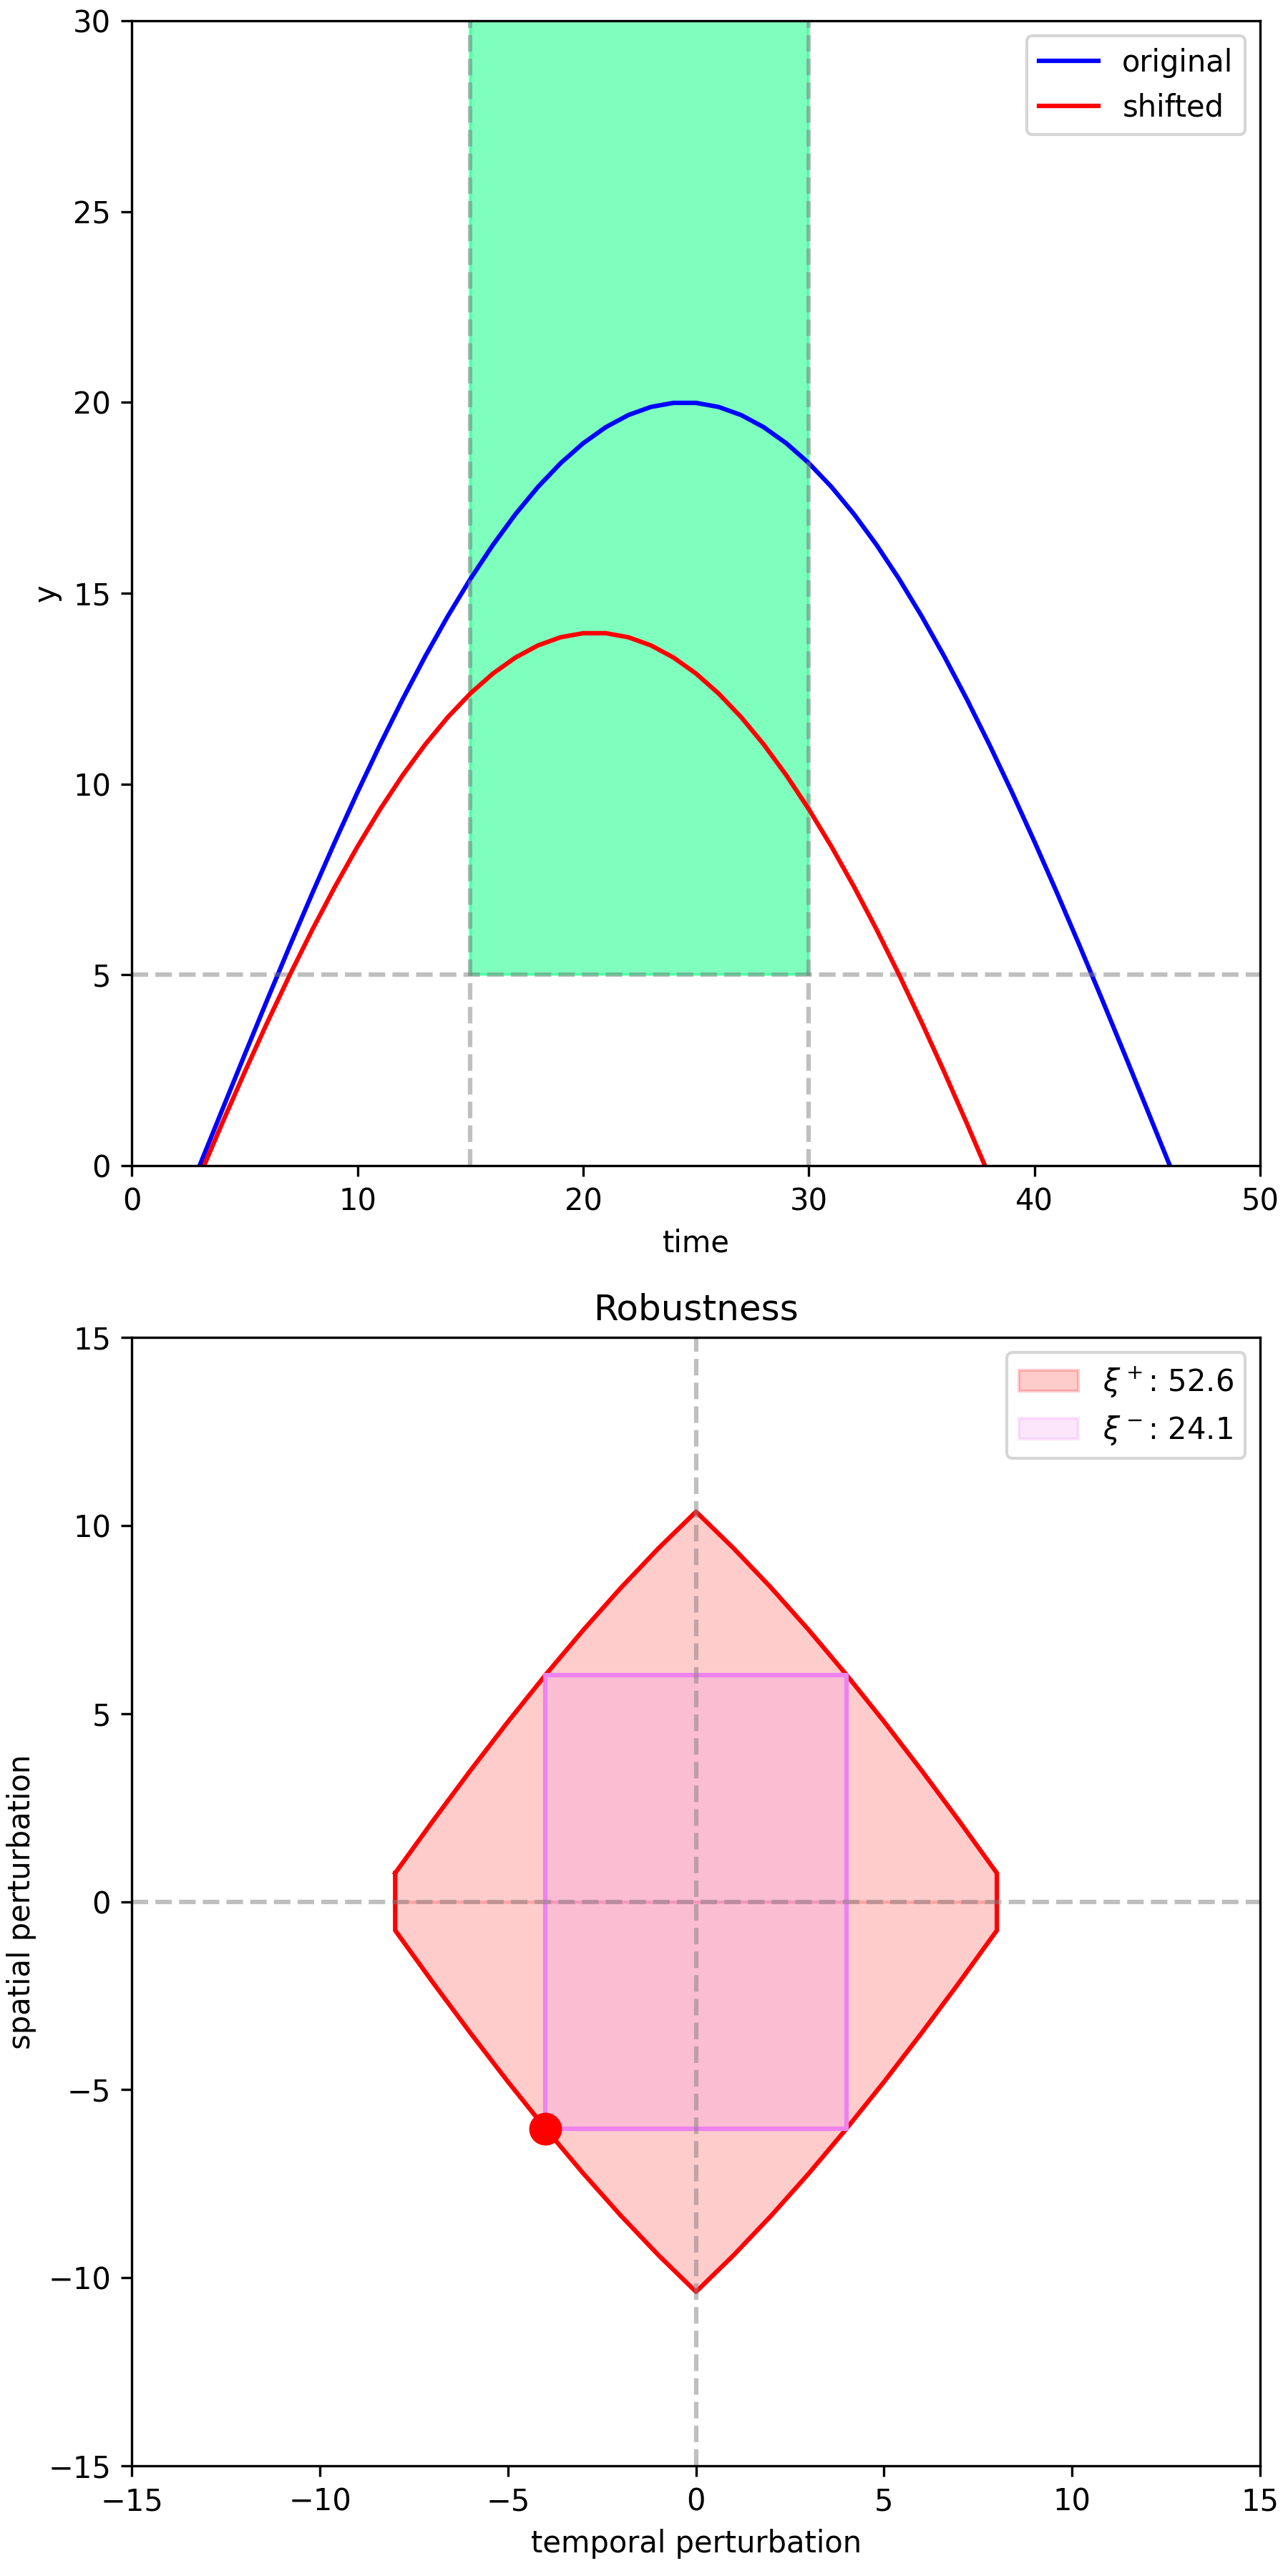 30
25
20
15
10
5
0
y
original
shifted
0 10 20 30 40 50
time
Robustness
15
10
5
0
−5
−10
−15
spatial perturbation
ξ⁺: 52.6
ξ⁻: 24.1
−15 −10 −5 0 5 10 15
temporal perturbation